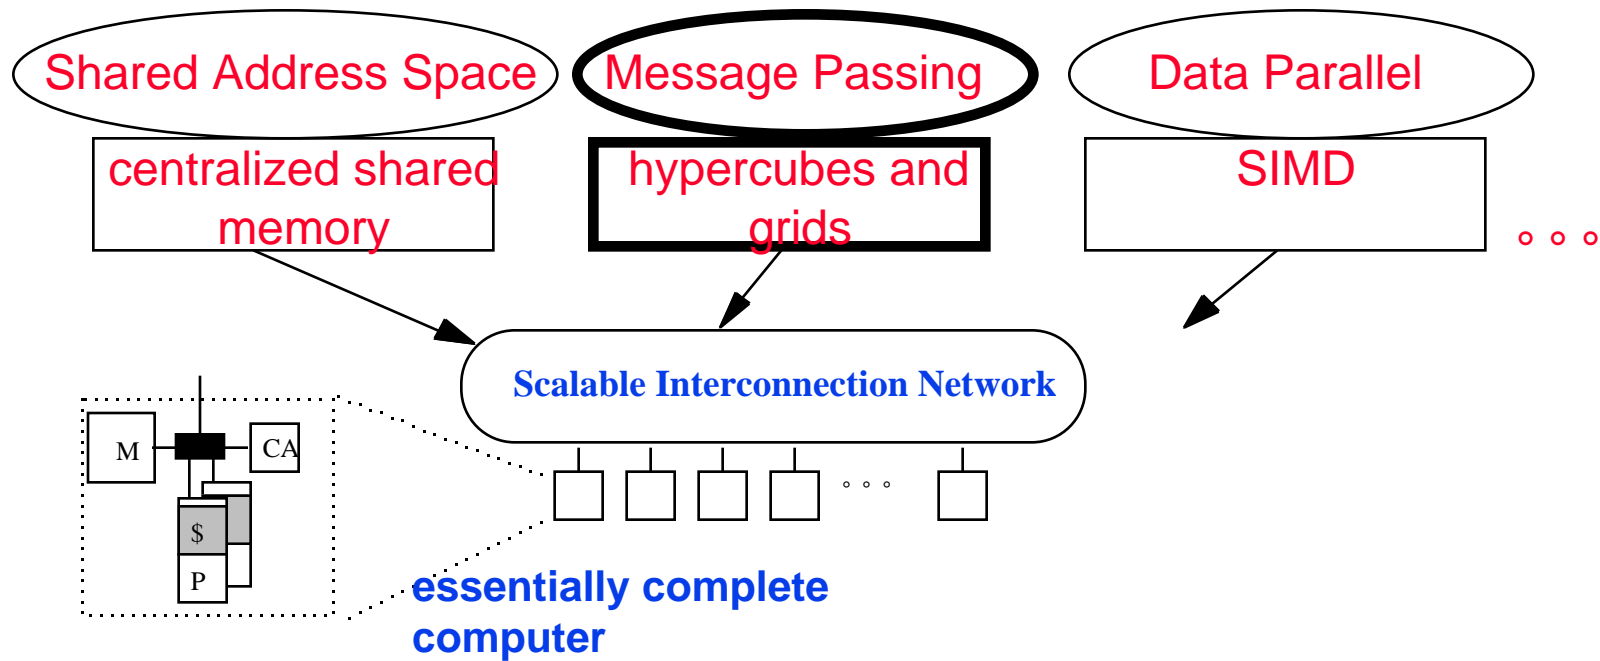 Shared Address Space
Message Passing
Data Parallel
centralized shared
memory
hypercubes and
grids
SIMD
° ° °
Scalable Interconnection Network
M
CA
$
P
° ° °
essentially complete
computer